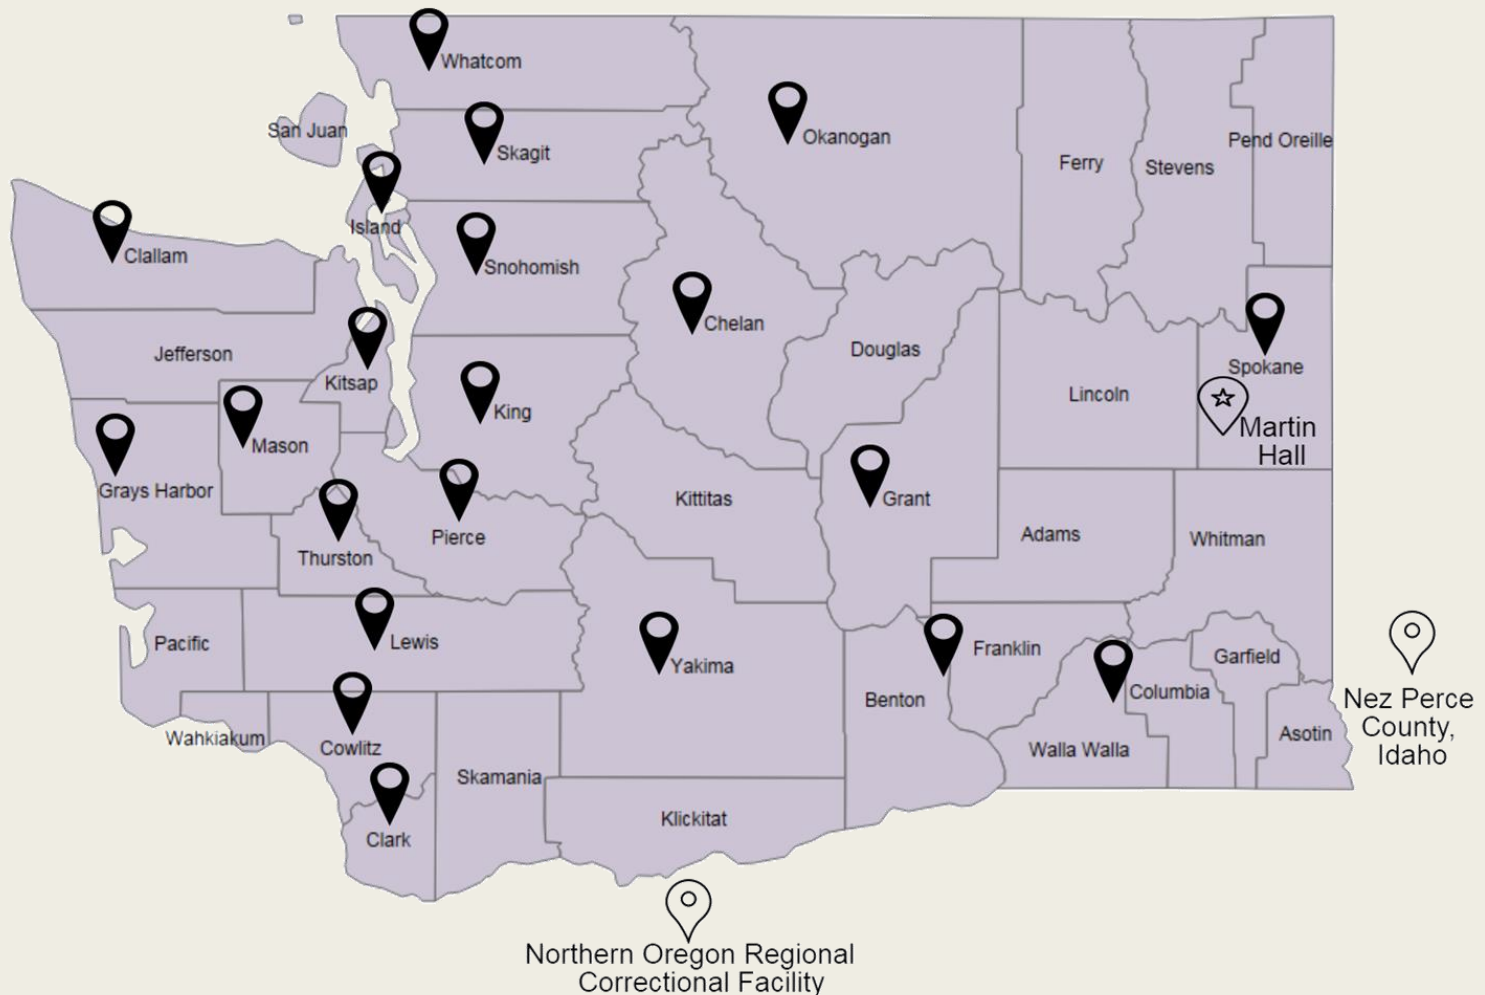 Whatcom
San Juan
Skagit
Okanogan
Ferry
Stevens
Pend Oreille
Island
Clallam
Snohomish
Chelan
Jefferson
Kitsap
King
Douglas
Lincoln
Spokane
Martin
Hall
Mason
Grays Harbor
Thurston
Pierce
Kittitas
Grant
Adams
Whitman
Pacific
Lewis
Yakima
Franklin
Benton
Columbia
Garfield
Asotin
Walla Walla
Nez Perce
County,
Idaho
Wahkiakum
Cowlitz
Skamania
Clark
Klickitat
Northern Oregon Regional
Correctional Facility